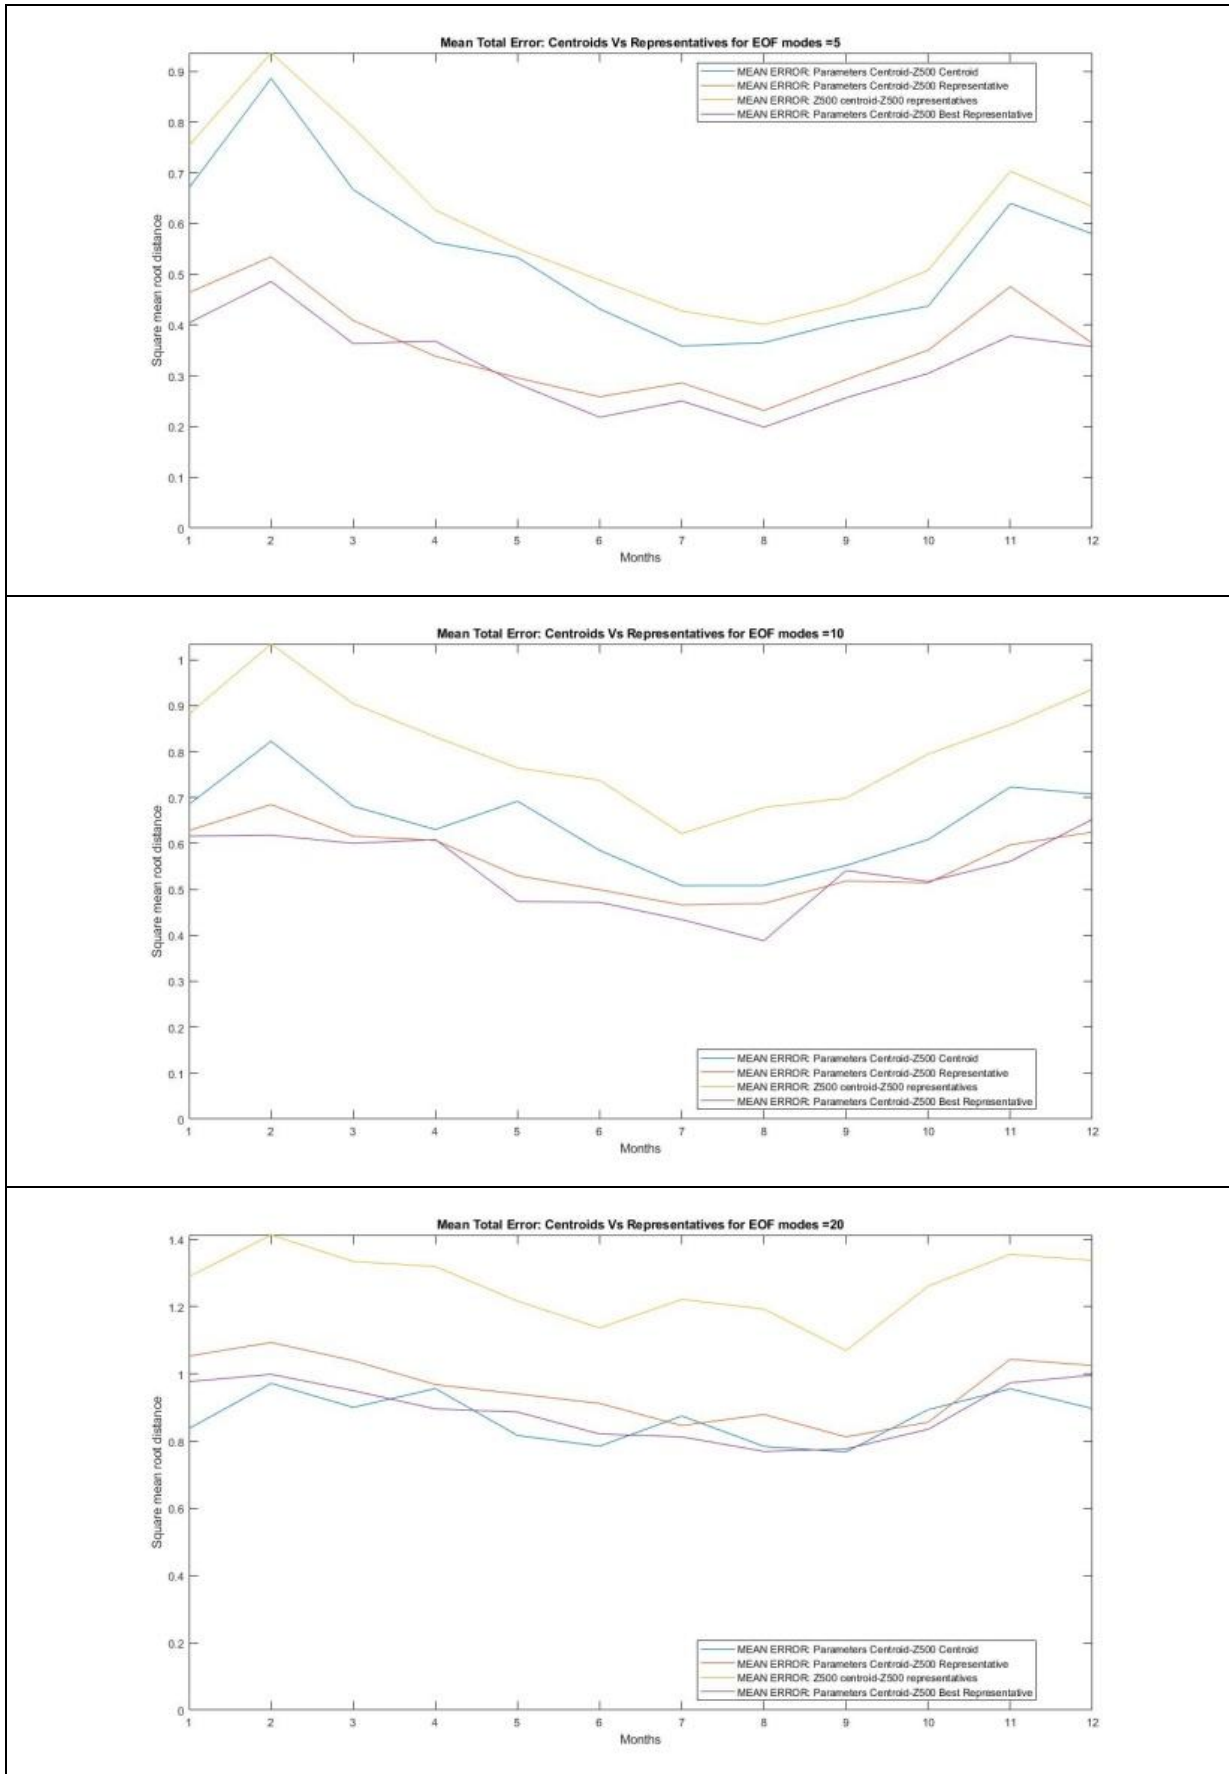 Mean Total Error: Centroids Vs Representatives for EOF modes =5
MEAN ERROR: Parameters Centroid-Z500 Centroid
MEAN ERROR: Parameters Centroid-Z500 Representative
MEAN ERROR: Z500 centroid-Z500 representatives
MEAN ERROR: Parameters Centroid-Z500 Best Representative
Square mean root distance
0.9
0.8
0.7
0.6
0.5
0.4
0.3
0.2
0.1
0
1 2 3 4 5 6 7 8 9 10 11 12
Months
Mean Total Error: Centroids Vs Representatives for EOF modes =10
Square mean root distance
1
0.9
0.8
0.7
0.6
0.5
0.4
0.3
0.2
0.1
0
MEAN ERROR: Parameters Centroid-Z500 Centroid
MEAN ERROR: Parameters Centroid-Z500 Representative
MEAN ERROR: Z500 centroid-Z500 representatives
MEAN ERROR: Parameters Centroid-Z500 Best Representative
1 2 3 4 5 6 7 8 9 10 11 12
Months
Mean Total Error: Centroids Vs Representatives for EOF modes =20
Square mean root distance
1.4
1.2
1
0.8
0.6
0.4
0.2
0
MEAN ERROR: Parameters Centroid-Z500 Centroid
MEAN ERROR: Parameters Centroid-Z500 Representative
MEAN ERROR: Z500 centroid-Z500 representatives
MEAN ERROR: Parameters Centroid-Z500 Best Representative
1 2 3 4 5 6 7 8 9 10 11 12
Months